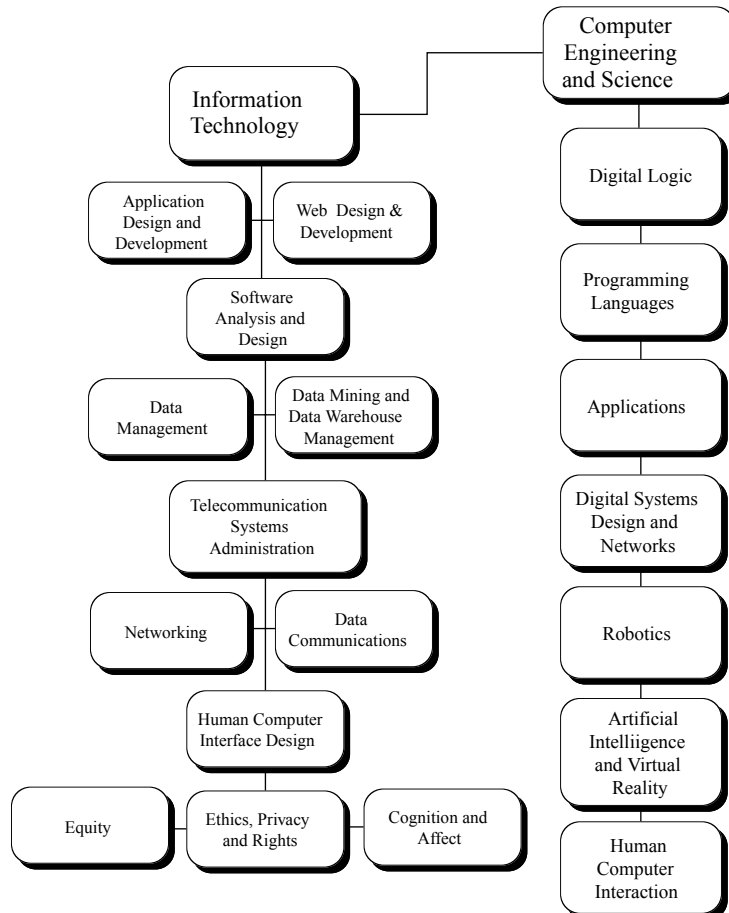 Computer
Engineering
and Science
Information
Technology
Digital Logic
Application
Design and
Development
Web Design &
Development
Programming
Languages
Software
Analysis and
Design
Applications
Data
Management
Data Mining and
Data Warehouse
Management
Digital Systems
Design and
Networks
Telecommunication
Systems
Administration
Robotics
Networking
Data
Communications
Artificial
Inteliigence
and Virtual
Reality
Human Computer
Interface Design
Equity
Ethics, Privacy
and Rights
Cognition and
Affect
Human
Computer
Interaction